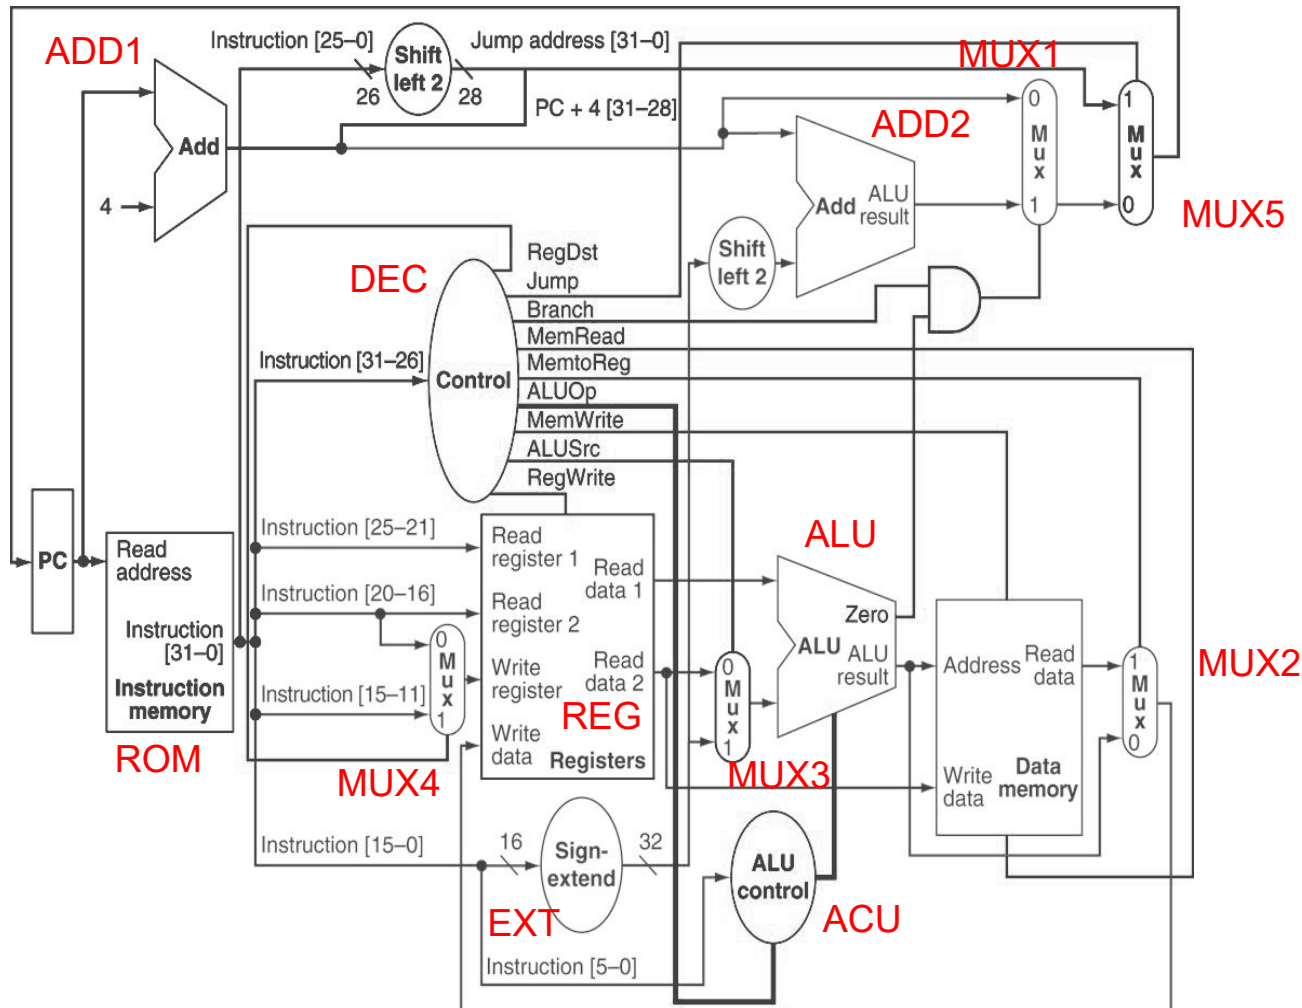 Instruction [25–0]
Jump address [31–0]
ADD1
Shift
left 2
MUX1
26
28
PC + 4 [31–28]
ADD2
0
M
u
x
1
1
M
u
x
0
Add
Add
ALU
result
4
MUX5
Shift
left 2
DEC
RegDst
Jump
Branch
MemRead
MemtoReg
ALUOp
MemWrite
ALUSrc
RegWrite
Instruction [31–26]
Control
PC
Read
address
Instruction
[31–0]
Instruction
memory
ROM
Instruction [25–21]
Instruction [20–16]
Instruction [15–11]
0
M
u
x
1
MUX4
Read
register 1
Read
register 2
Write
register
Write
data
Read
data 1
Read
data 2
REG
Registers
0
M
u
x
1
MUX3
ALU
Zero
ALU
ALU
result
Address
Read
data
Write
data
Data
memory
1
M
u
x
0
MUX2
Instruction [15–0]
16
Sign-
extend
32
EXT
ALU
control
ACU
Instruction [5–0]